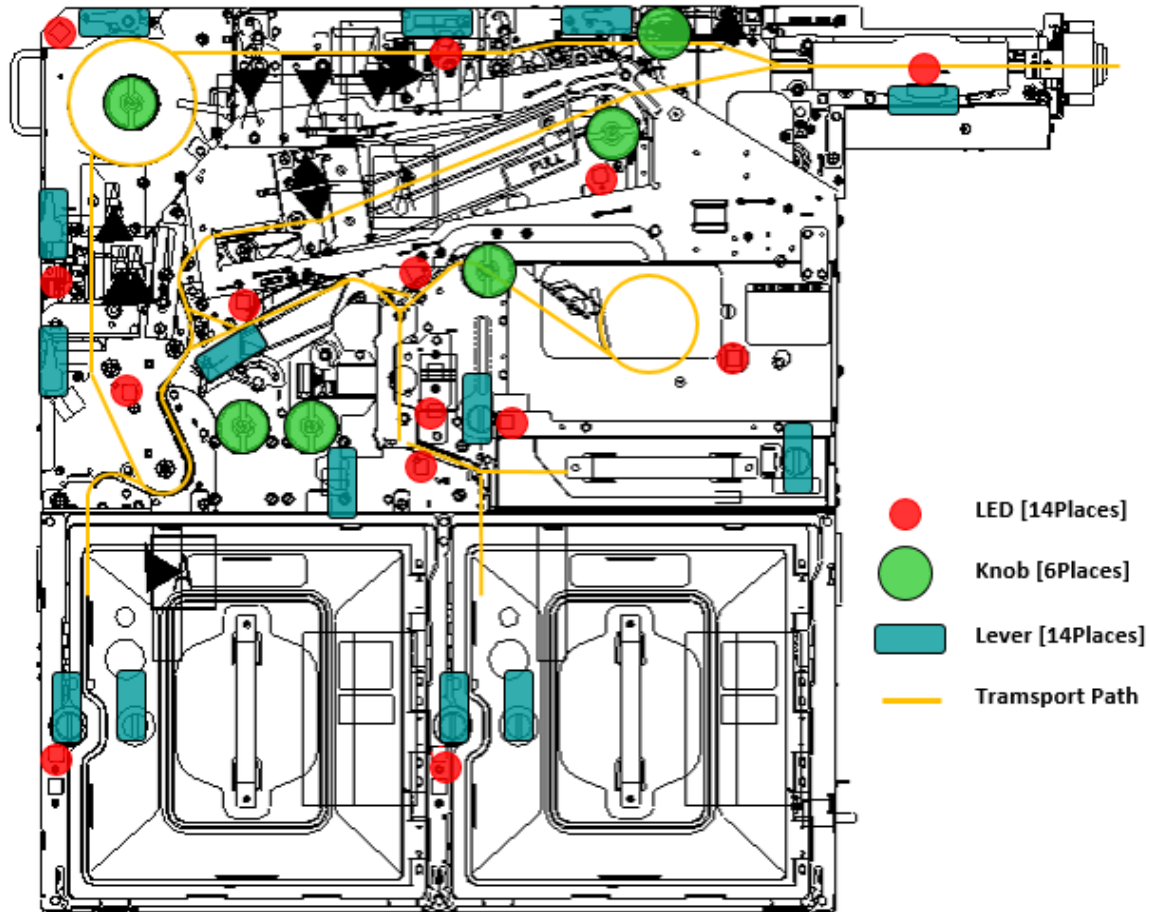 PULL
LED [14Places]
Knob [6Places]
Lever [14Places]
Tramsport Path